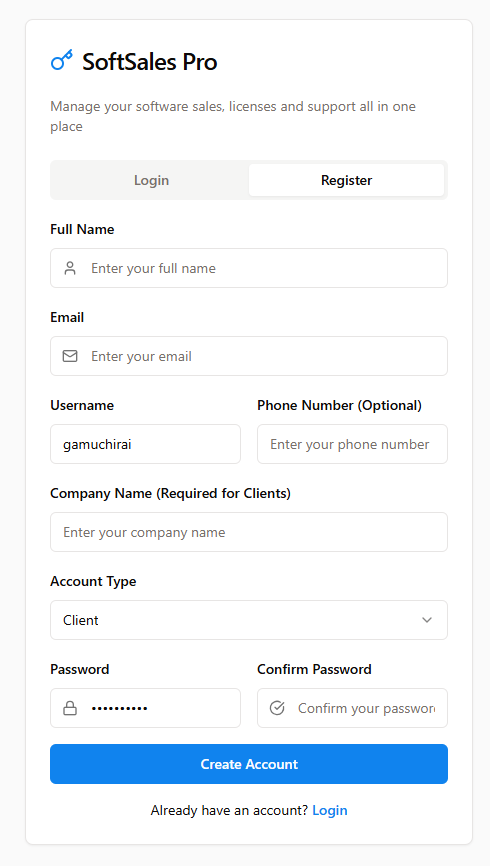 SoftSales Pro
Manage your software sales, licenses and support all in one
place
Login Register
Full Name
Enter your full name
Email
Enter your email
Username Phone Number (Optional)
gamuchirai Enter your phone number
Company Name (Required for Clients)
Enter your company name
Account Type
Client
Password Confirm Password
•••••••••• Confirm your passwor
Create Account
Already have an account? Login